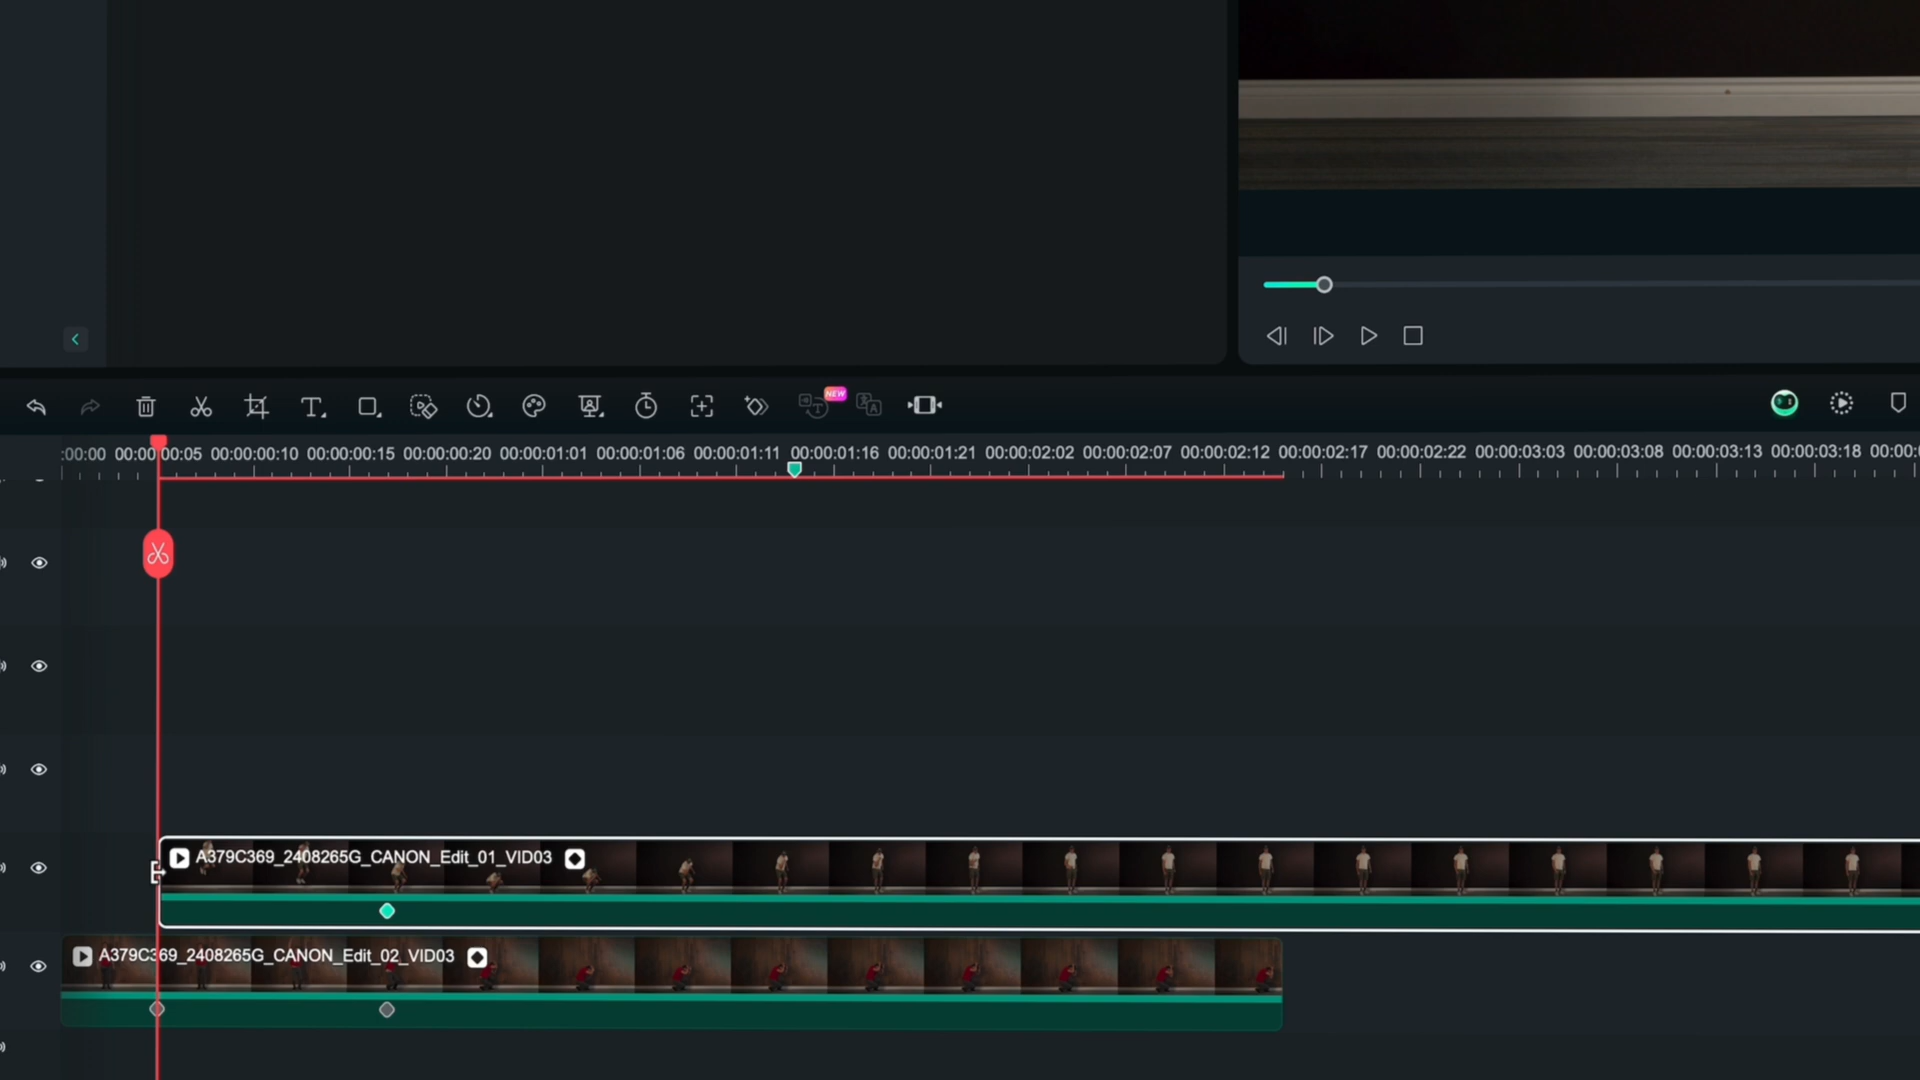 NEW
:00:00 00:00:00:05 00:00:00:10 00:00:00:15 00:00:00:20 00:00:01:01 00:00:01:06 00:00:01:11 00:00:01:16 00:00:01:21 00:00:02:02 00:00:02:07 00:00:02:12 00:00:02:17 00:00:02:22 00:00:03:03 00:00:03:08 00:00:03:13 00:00:03:18 00:00:
A379C369_2408265G_CANON_Edit_01_VID03
A379C369_2408265G_CANON_Edit_02_VID03